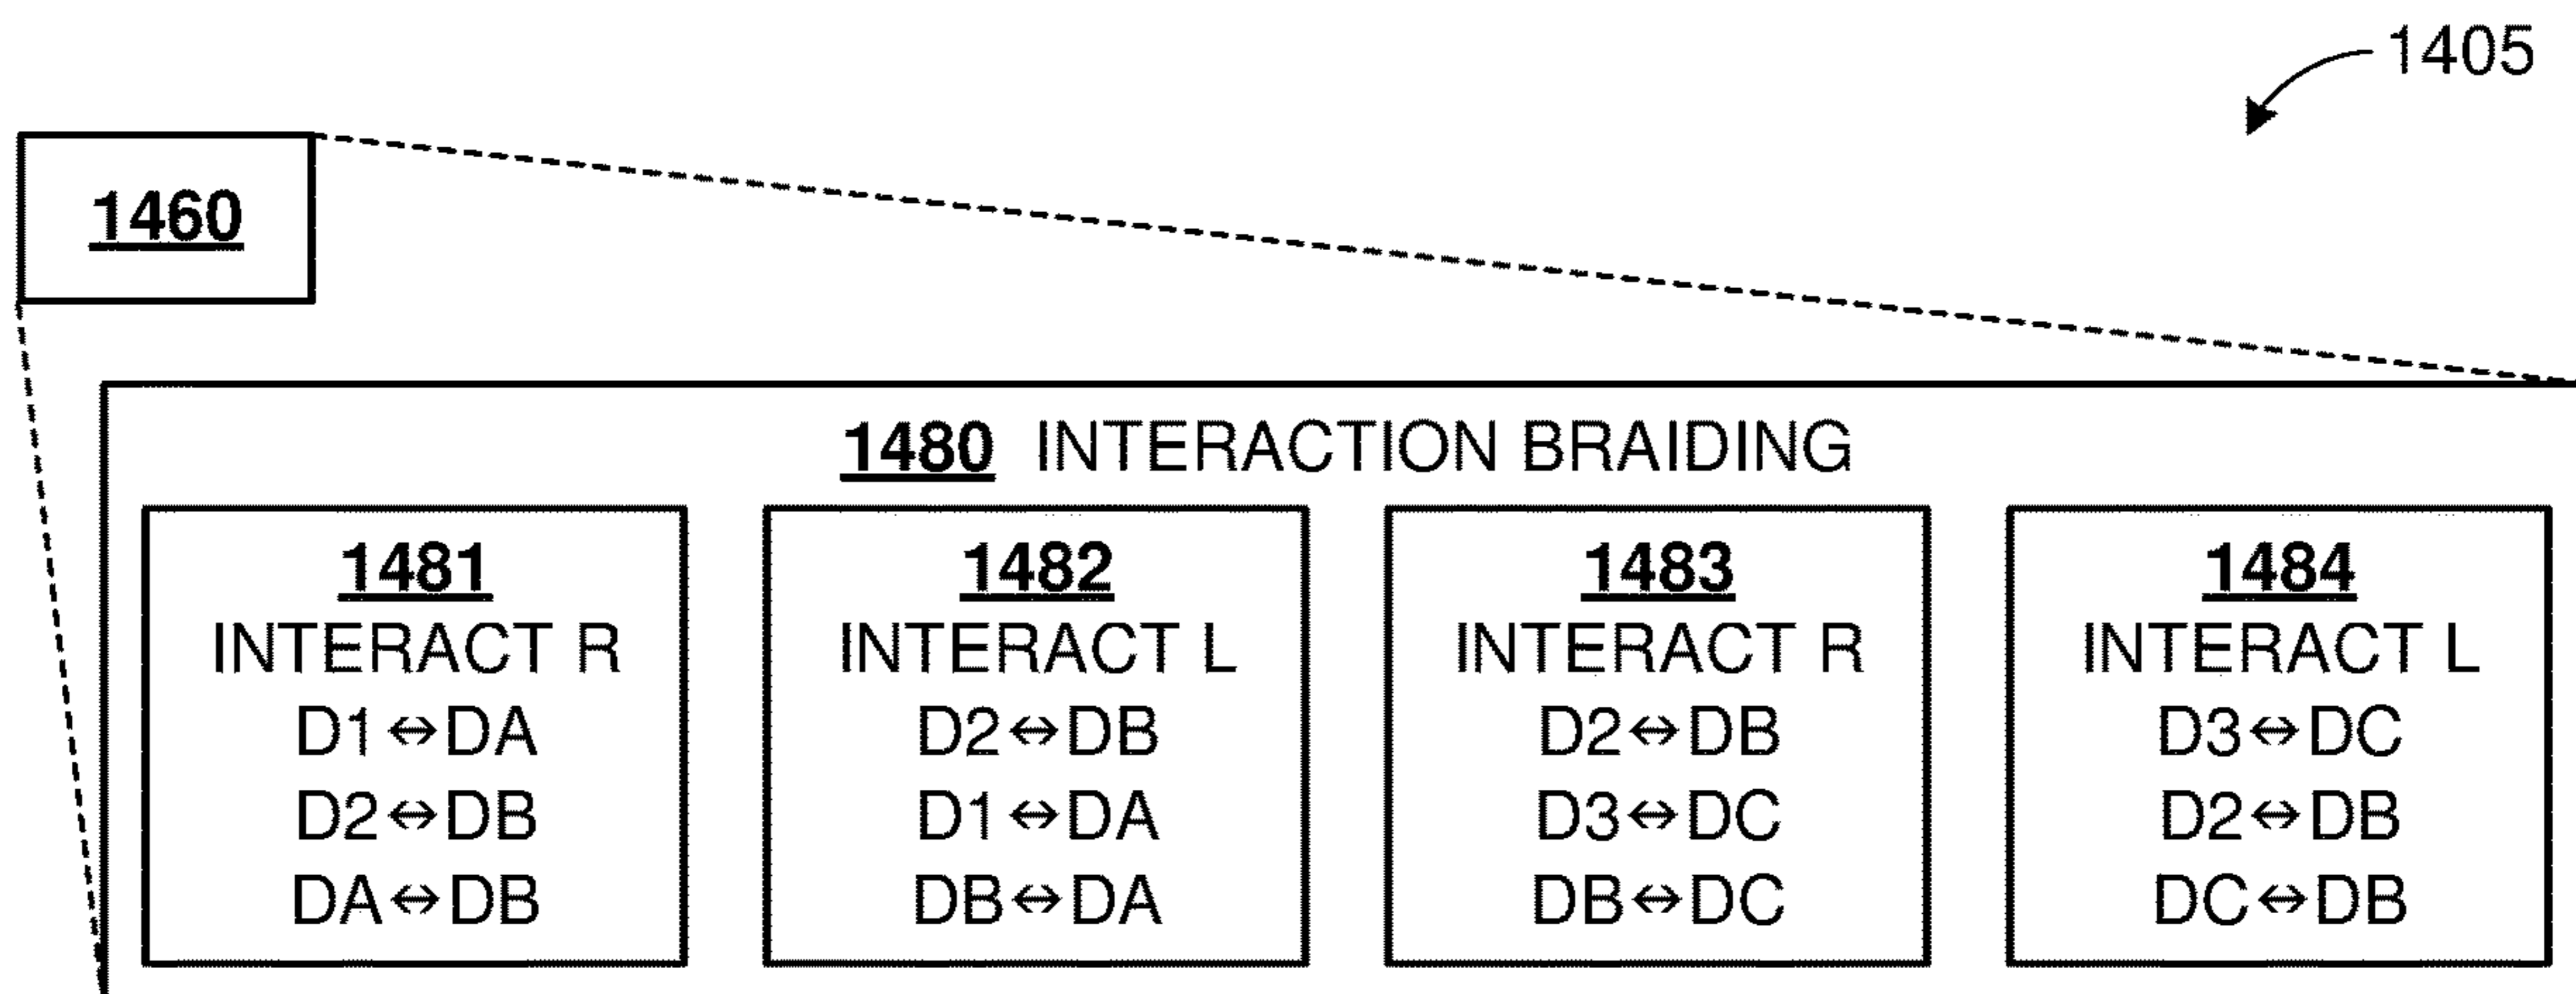 1405
1460
1480 INTERACTION BRAIDING
1481
INTERACT R
D1↔DA
D2↔DB
DA↔DB
1482
INTERACT L
D2↔DB
D1↔DA
DB↔DA
1483
INTERACT R
D2↔DB
D3↔DC
DB↔DC
1484
INTERACT L
D3↔DC
D2↔DB
DC↔DB